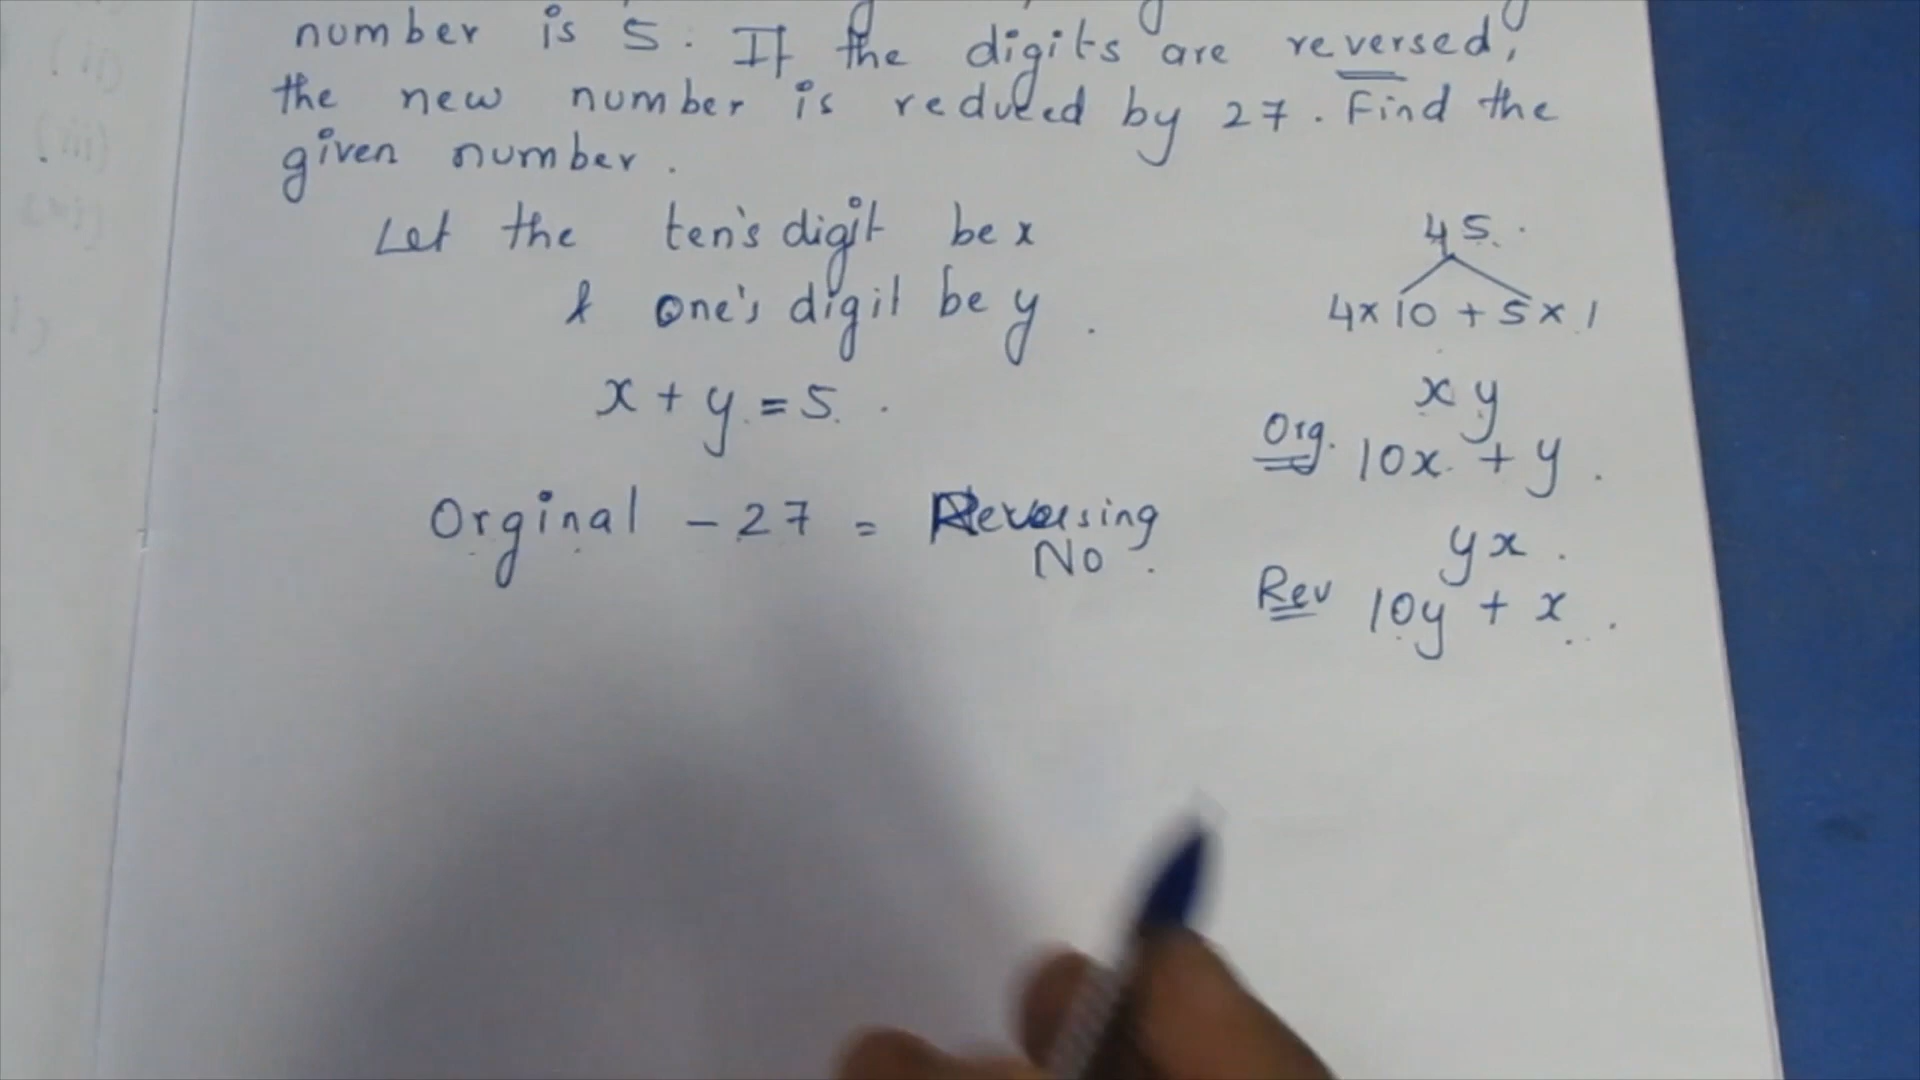 number is 5. If the digits are reversed,
the new number is reduced by 27. Find the
given number.
Let the ten's digit be x
& one's digit be y.
x + y = 5.
Orginal - 27 = Reversing
No.
45.
4x10 + 5x1
xy
Org. 10x + y.
yx.
Rev 10y + x.
(ii)
(iii)